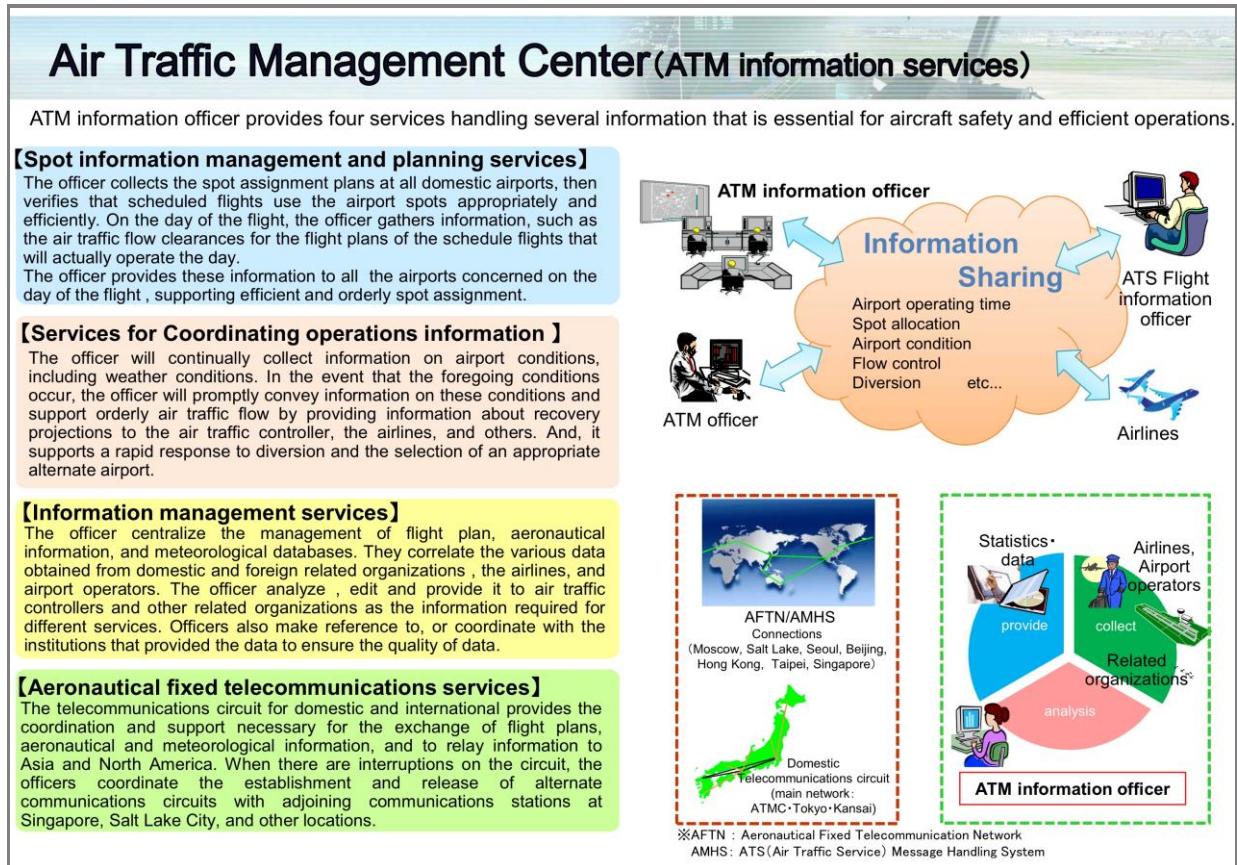 Air Traffic Management Center(ATM information services)
ATM information officer provides four services handling several information that is essential for aircraft safety and efficient operations.
【Spot information management and planning services】
The officer collects the spot assignment plans at all domestic airports, then
verifies that scheduled flights use the airport spots appropriately and
efficiently. On the day of the flight, the officer gathers information, such as
the air traffic flow clearances for the flight plans of the schedule flights that
will actually operate the day.
The officer provides these information to all the airports concerned on the
day of the flight , supporting efficient and orderly spot assignment.
【Services for Coordinating operations information 】
The officer will continually collect information on airport conditions,
including weather conditions. In the event that the foregoing conditions
occur, the officer will promptly convey information on these conditions and
support orderly air traffic flow by providing information about recovery
projections to the air traffic controller, the airlines, and others. And, it
supports a rapid response to diversion and the selection of an appropriate
alternate airport.
【Information management services】
The officer centralize the management of flight plan, aeronautical
information, and meteorological databases. They correlate the various data
obtained from domestic and foreign related organizations , the airlines, and
airport operators. The officer analyze , edit and provide it to air traffic
controllers and other related organizations as the information required for
different services. Officers also make reference to, or coordinate with the
institutions that provided the data to ensure the quality of data.
【Aeronautical fixed telecommunications services】
The telecommunications circuit for domestic and international provides the
coordination and support necessary for the exchange of flight plans,
aeronautical and meteorological information, and to relay information to
Asia and North America. When there are interruptions on the circuit, the
officers coordinate the establishment and release of alternate
communications circuits with adjoining communications stations at
Singapore, Salt Lake City, and other locations.
ATM information officer
Information
Sharing
Airport operating time
Spot allocation
Airport condition
Flow control
Diversion etc...
ATS Flight
information
officer
ATM officer
Airlines
AFTN/AMHS
Connections
(Moscow, Salt Lake, Seoul, Beijing,
Hong Kong, Taipei, Singapore)
Domestic
Telecommunications circuit
(main network:
ATMC・Tokyo・Kansai)
Statistics・
data
Airlines,
Airport
operators
provide
collect
Related
organizations
analysis
ATM information officer
※AFTN : Aeronautical Fixed Telecommunication Network
AMHS: ATS(Air Traffic Service) Message Handling System